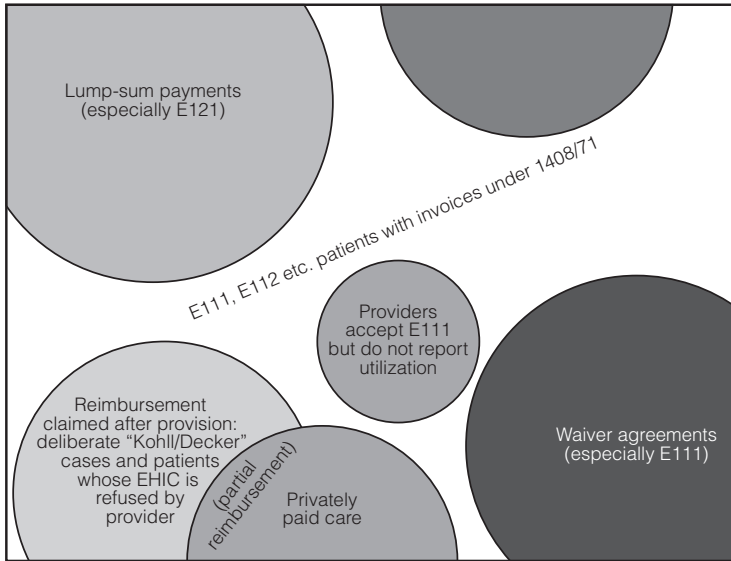 Lump-sum payments
(especially E121)
E111, E112 etc. patients with invoices under 1408/71
Providers
accept E111
but do not report
utilization
Reimbursement
claimed after provision:
deliberate “Kohll/Decker”
cases and patients
whose EHIC is
refused by
provider
(partial
reimbursement)
Privately
paid care
Waiver agreements
(especially E111)